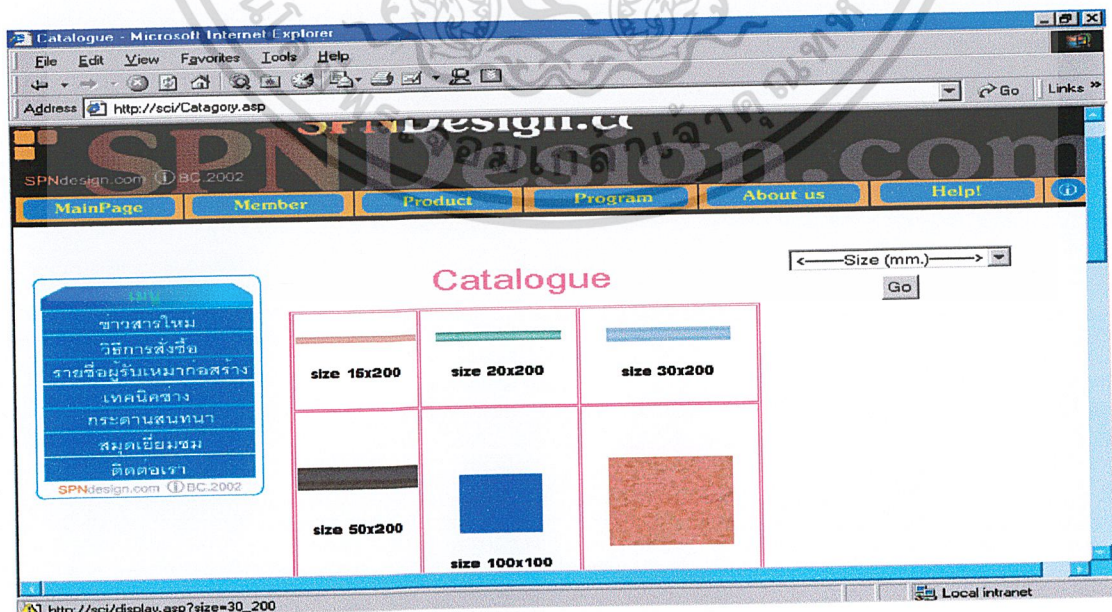 Catalogue - Microsoft Internet Explorer
File Edit View Favorites Tools Help
Address http://sci/Catagory.asp Go Links »
SPNDesign.com
SPNdesign.com ⓘ BC.2002
MainPage Member Product Program About us Help!
<——Size (mm.)——>
Go
Catalogue
เมนู
ข่าวสารใหม่
วิธีการสั่งซื้อ
รายชื่อผู้รับเหมาก่อสร้าง
เทคนิคช่าง
กระดานสนทนา
สมุดเยี่ยมชม
ติดต่อเรา
SPNdesign.com ⓘ BC.2002
size 15x200 size 20x200 size 30x200
size 50x200
size 100x100
http://sci/display.asp?size=30_200 Local intranet